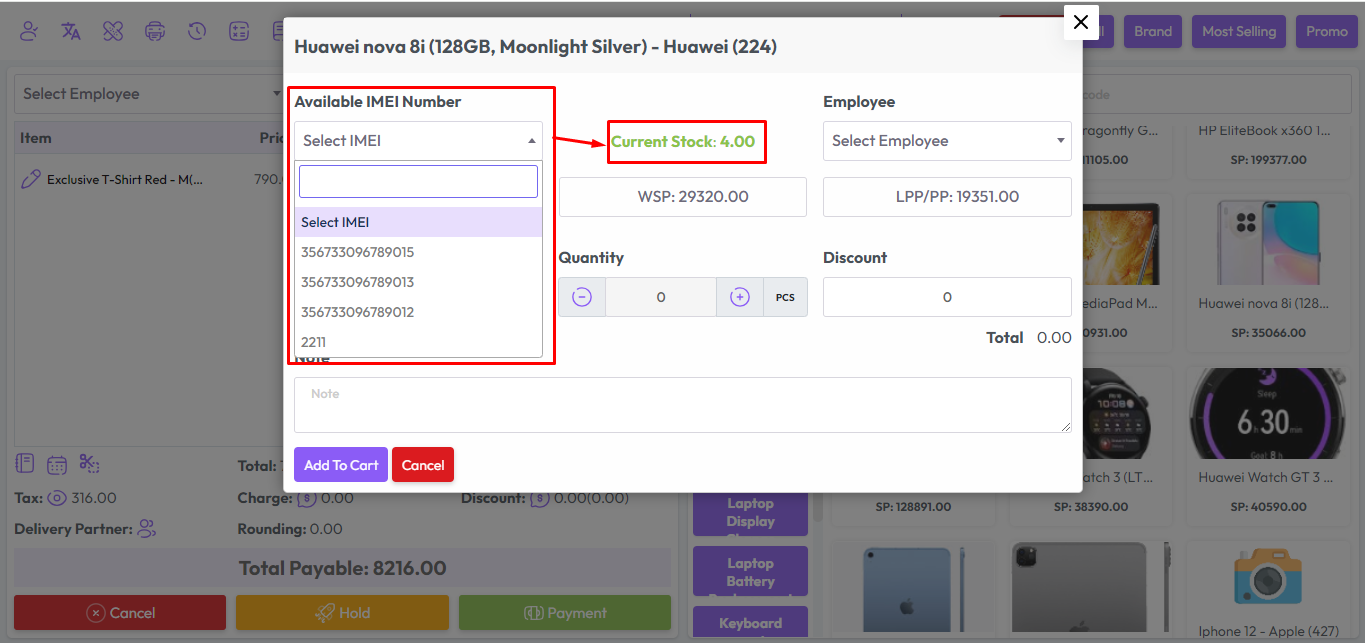 Huawei nova 8i (128GB, Moonlight Silver) - Huawei (224)
Brand
Most Selling
Promo
Select Employee
Item
Exclusive T-Shirt Red - M(...
790.
Available IMEI Number
Select IMEI
Select IMEI
356733096789015
356733096789013
356733096789012
2211
Current Stock: 4.00
Employee
Select Employee
WSP: 29320.00
LPP/PP: 19351.00
Quantity
0
PCS
Discount
0
Total 0.00
Note
Note
Add To Cart
Cancel
Total:
Tax: 316.00
Charge: 0.00
Discount: 0.00(0.00)
Delivery Partner:
Rounding: 0.00
Total Payable: 8216.00
Cancel
Hold
Payment
Laptop
Display
Laptop
Battery
Keyboard
code
ragonfly G...
1105.00
HP EliteBook x360 1...
SP: 199377.00
ediaPad M...
0931.00
Huawei nova 8i (128...
SP: 35066.00
atch 3 (LT...
SP: 128891.00
SP: 38390.00
Sleep
6h 30min
Goal 8 h
Huawei Watch GT 3 ...
SP: 40590.00
Iphone 12 - Apple (427)